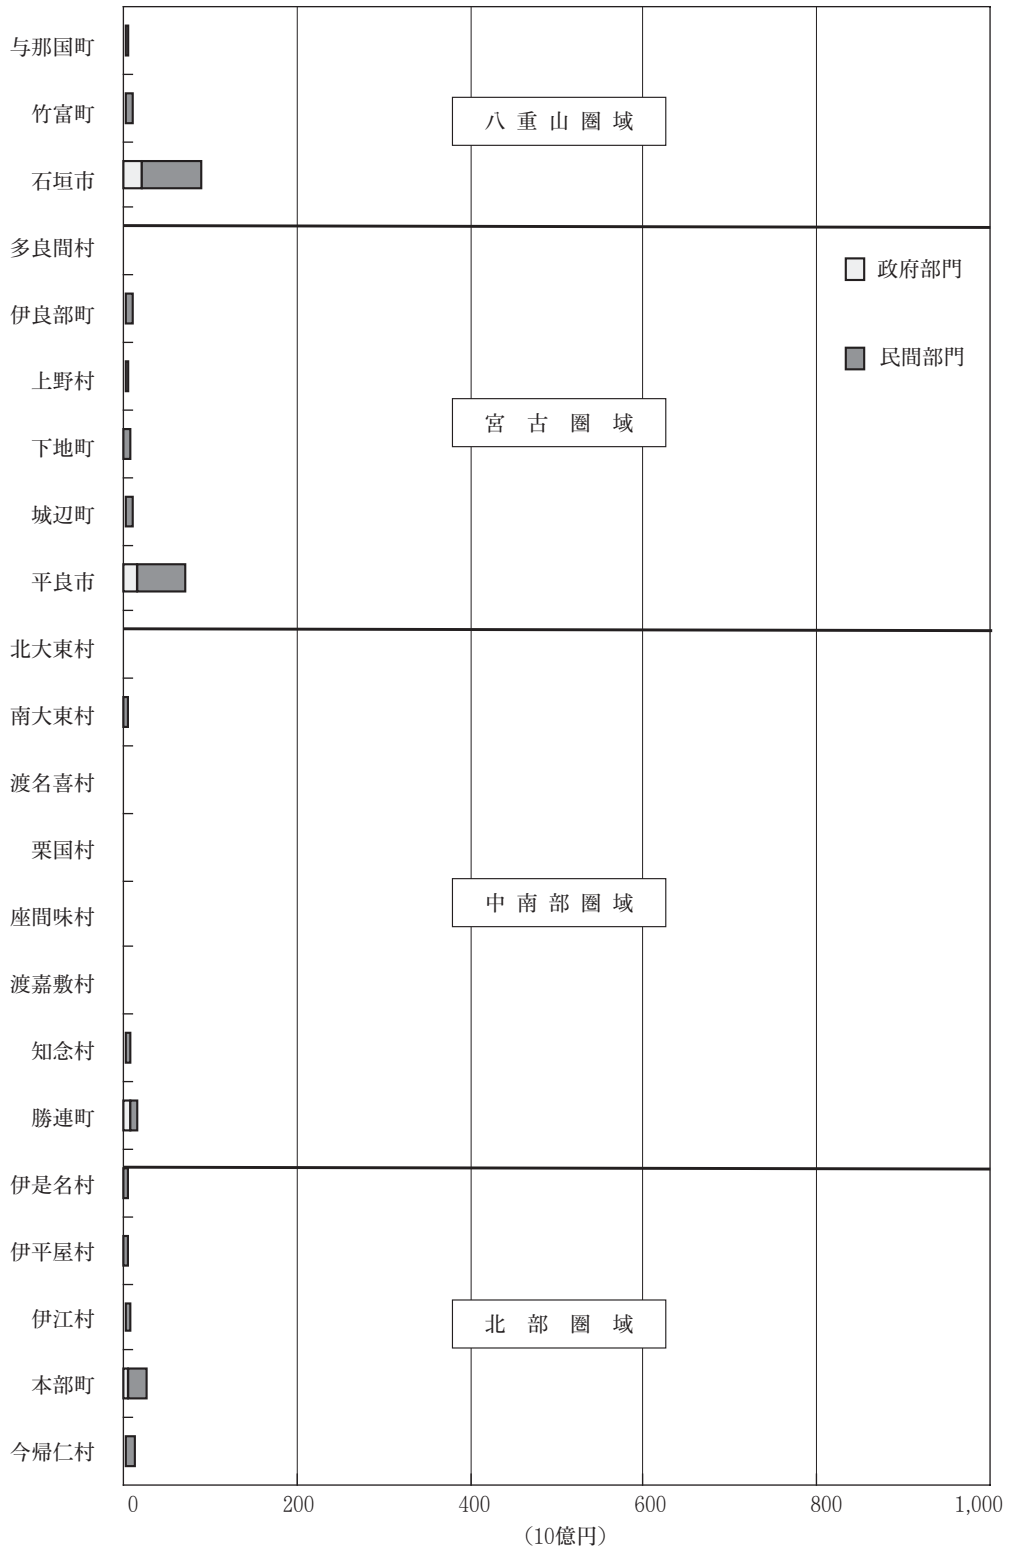 与那国町
竹富町
八重山圏域
石垣市
多良間村
政府部門
伊良部町
民間部門
上野村
宮古圏域
下地町
城辺町
平良市
北大東村
南大東村
渡名喜村
粟国村
中南部圏域
座間味村
渡嘉敷村
知念村
勝連町
伊是名村
伊平屋村
伊江村
北部圏域
本部町
今帰仁村
0 200 400 600 800 1,000
（10億円）